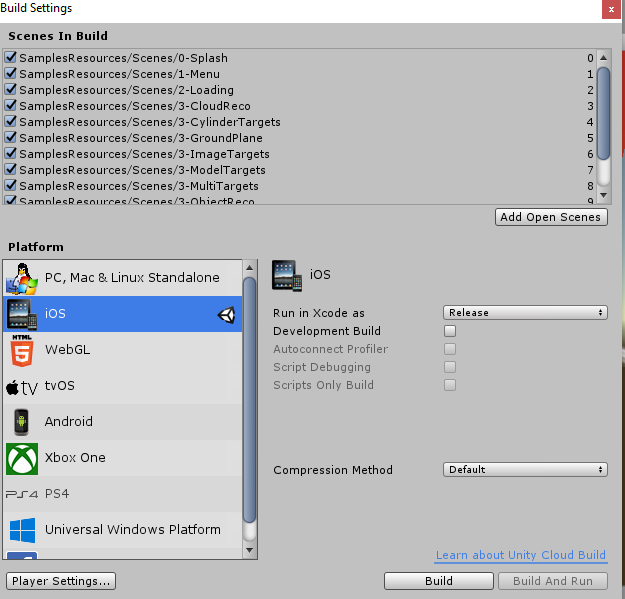 Build Settings
x
Scenes In Build
SamplesResources/Scenes/0-Splash 0
SamplesResources/Scenes/1-Menu 1
SamplesResources/Scenes/2-Loading 2
SamplesResources/Scenes/3-CloudReco 3
SamplesResources/Scenes/3-CylinderTargets 4
SamplesResources/Scenes/3-GroundPlane 5
SamplesResources/Scenes/3-ImageTargets 6
SamplesResources/Scenes/3-ModelTargets 7
SamplesResources/Scenes/3-MultiTargets 8
SamplesResources/Scenes/3-ObjectReco 9
Add Open Scenes
Platform
PC, Mac & Linux Standalone
iOS
HTML
5
WebGL
tv
tvOS
Android
Xbox One
PS4
PS4
Universal Windows Platform
iOS
Run in Xcode as Release
Development Build
Autoconnect Profiler
Script Debugging
Scripts Only Build
Compression Method Default
Learn about Unity Cloud Build
Player Settings...
Build
Build And Run